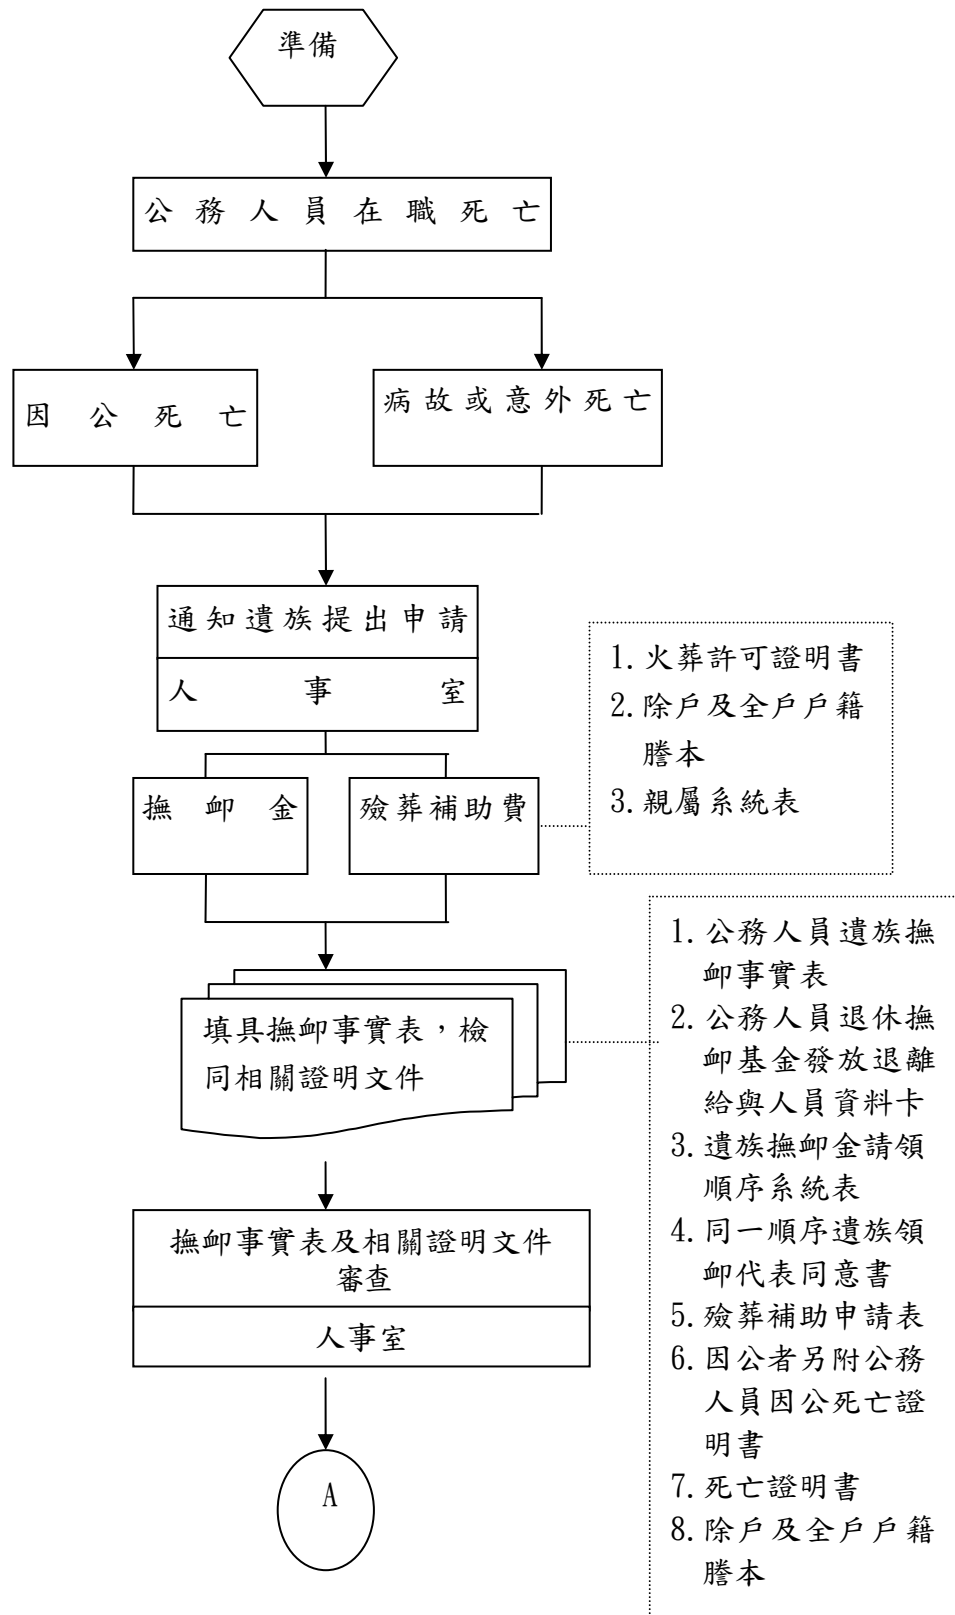 準備
公務人員在職死亡
因公死亡
病故或意外死亡
通知遺族提出申請
人事室
1.火葬許可證明書
2.除戶及全戶戶籍
謄本
3.親屬系統表
撫卹金
殮葬補助費
填具撫卹事實表，檢
同相關證明文件
1.公務人員遺族撫
卹事實表
2.公務人員退休撫
卹基金發放退離
給與人員資料卡
3.遺族撫卹金請領
順序系統表
4.同一順序遺族領
卹代表同意書
5.殮葬補助申請表
6.因公者另附公務
人員因公死亡證
明書
7.死亡證明書
8.除戶及全戶戶籍
謄本
撫卹事實表及相關證明文件
審查
人事室
A